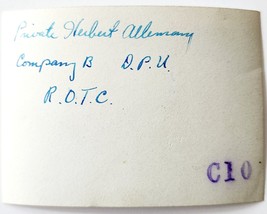 Private Herbert Allemang
Company B D.P.U.
R.O.T.C.
C10